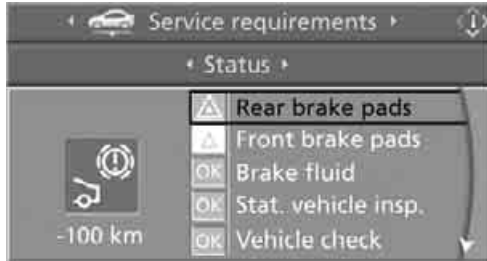 Service requirements
Status
Rear brake pads
Front brake pads
OK Brake fluid
OK Stat. vehicle insp.
OK Vehicle check
-100 km